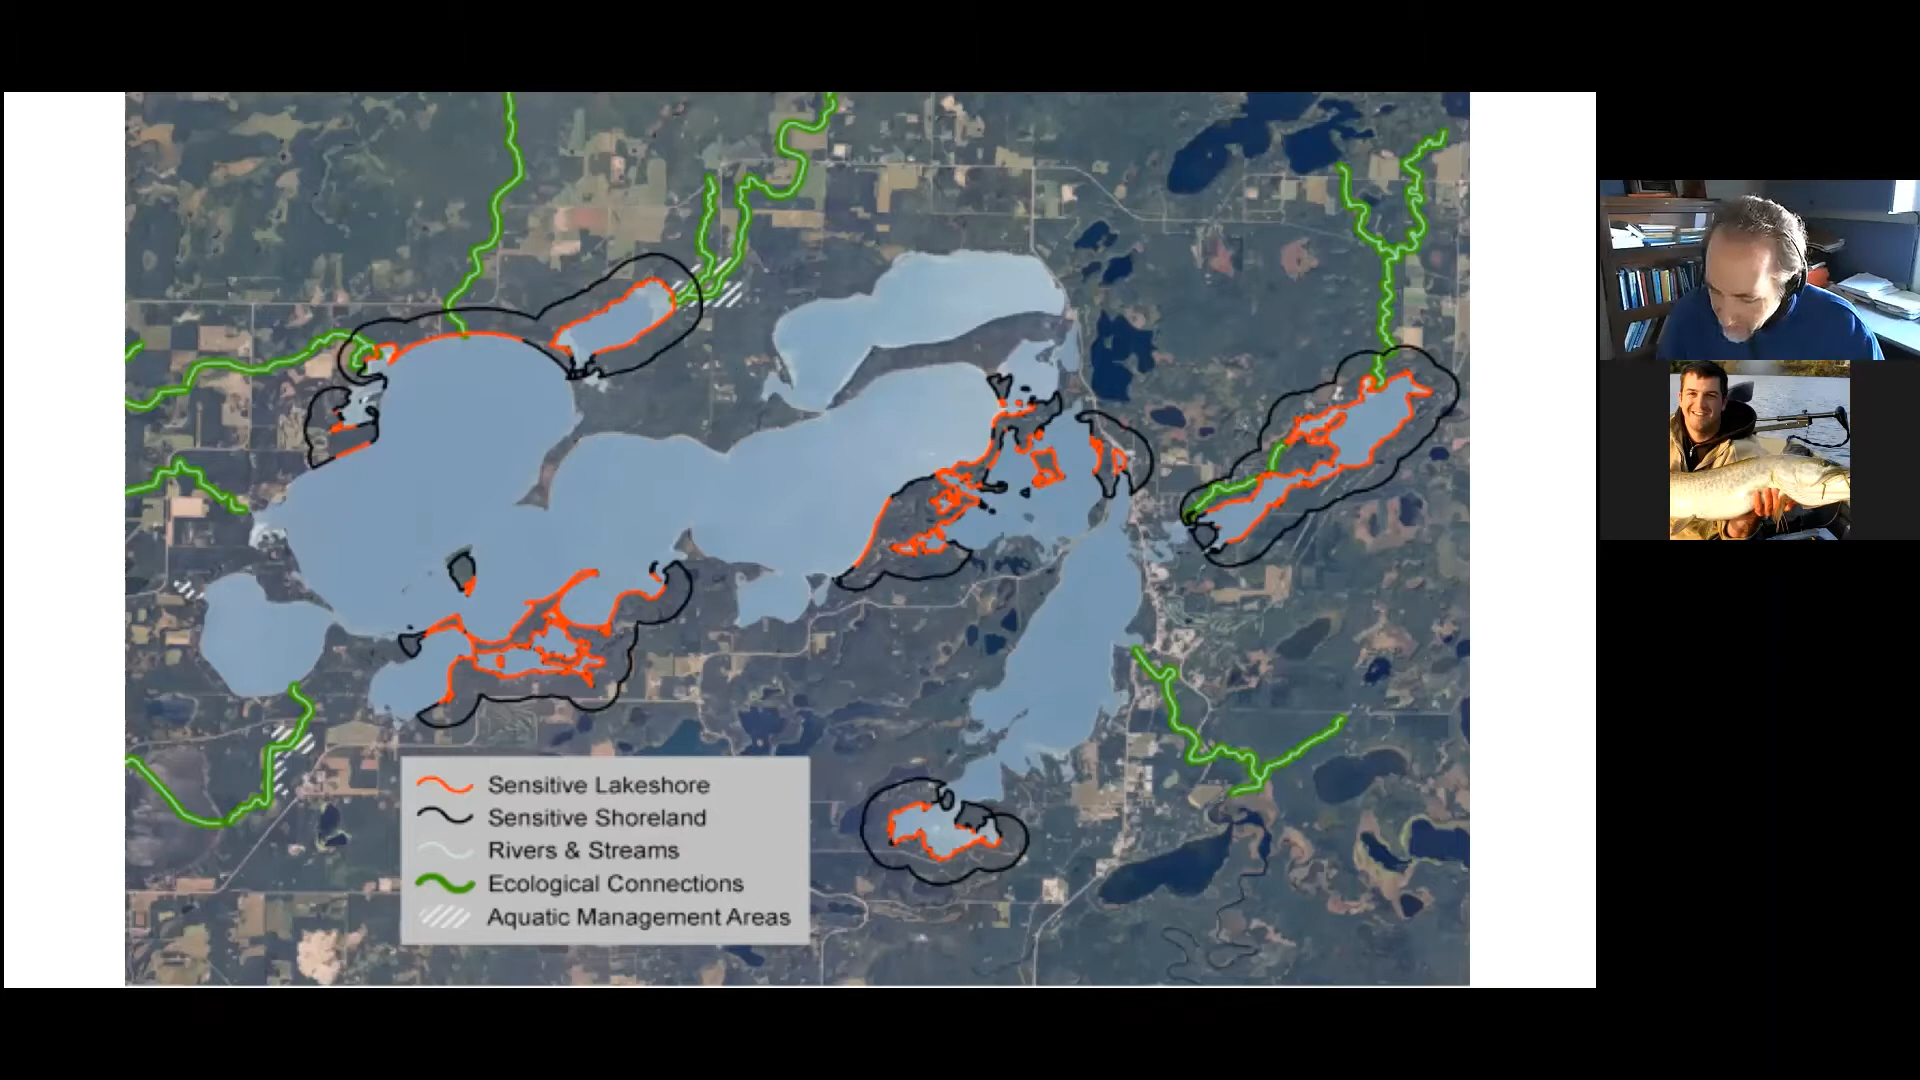 Sensitive Lakeshore
Sensitive Shoreland
Rivers & Streams
Ecological Connections
Aquatic Management Areas